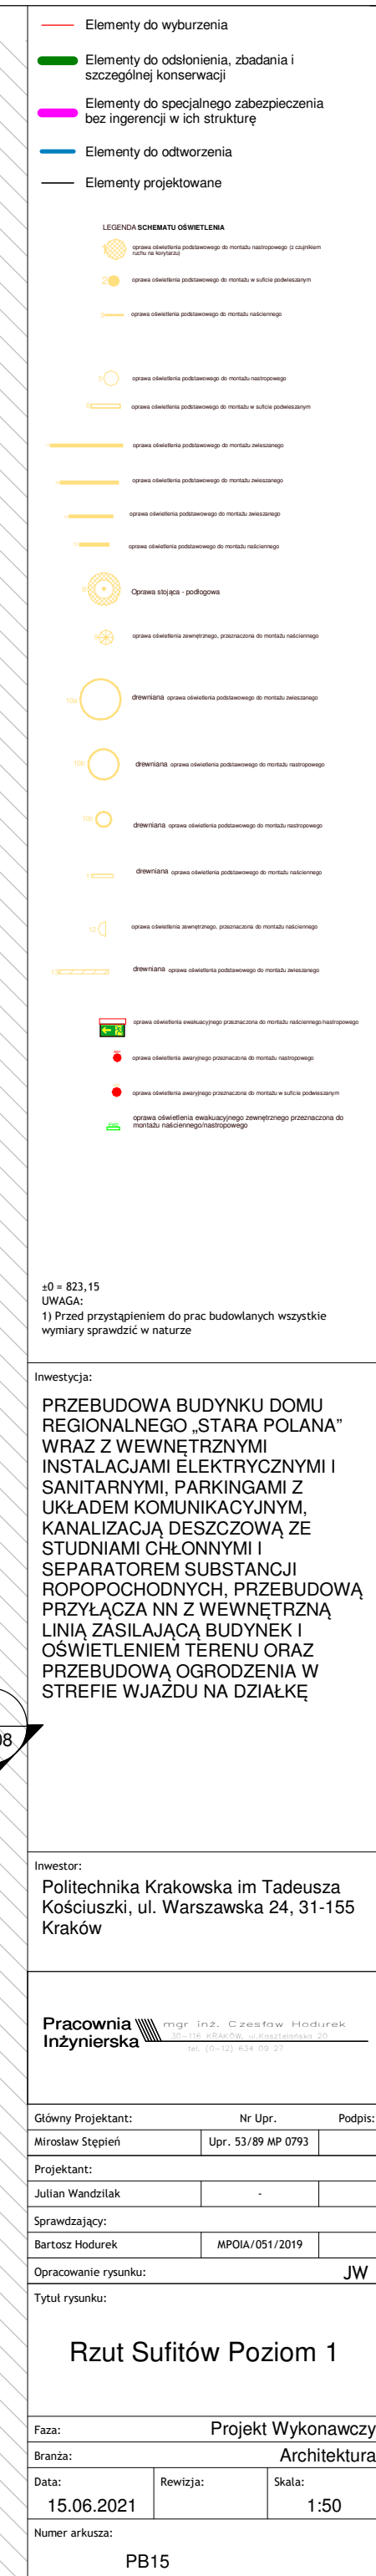 Elementy do wyburzenia
Elementy do odsłonienia, zbadania i
szczególnej konserwacji
Elementy do specjalnego zabezpieczenia
bez ingerencji w ich strukturę
Elementy do odtworzenia
Elementy projektowane
LEGENDA SCHEMATU OŚWIETLENIA
oprawa oświetlenia podstawowego do montażu nastropowego (z czujnikiem
ruchu na korytarzu)
2 oprawa oświetlenia podstawowego do montażu w suficie podwieszanym
oprawa oświetlenia podstawowego do montażu naściennego
oprawa oświetlenia podstawowego do montażu nastropowego
oprawa oświetlenia podstawowego do montażu w suficie podwieszanym
oprawa oświetlenia podstawowego do montażu zwieszanego
oprawa oświetlenia podstawowego do montażu zwieszanego
oprawa oświetlenia podstawowego do montażu zwieszanego
oprawa oświetlenia podstawowego do montażu naściennego
Oprawa stojąca - podłogowa
oprawa oświetlenia zewnętrznego, przeznaczona do montażu naściennego
10a drewniana oprawa oświetlenia podstawowego do montażu zwieszanego
drewniana oprawa oświetlenia podstawowego do montażu nastropowego
drewniana oprawa oświetlenia podstawowego do montażu nastropowego
drewniana oprawa oświetlenia podstawowego do montażu naściennego
12 oprawa oświetlenia zewnętrznego, przeznaczona do montażu naściennego
drewniana oprawa oświetlenia podstawowego do montażu zwieszanego
oprawa oświetlenia ewakuacyjnego przeznaczona do montażu naściennego/nastropowego
oprawa oświetlenia awaryjnego przeznaczona do montażu nastropowego
oprawa oświetlenia awaryjnego przeznaczona do montażu w suficie podwieszanym
oprawa oświetlenia ewakuacyjnego zewnętrznego przeznaczona do
montażu naściennego/nastropowego
±0 = 823,15
UWAGA:
1) Przed przystąpieniem do prac budowlanych wszystkie
wymiary sprawdzić w naturze
Inwestycja:
PRZEBUDOWA BUDYNKU DOMU
REGIONALNEGO „STARA POLANA”
WRAZ Z WEWNĘTRZNYMI
INSTALACJAMI ELEKTRYCZNYMI I
SANITARNYMI, PARKINGAMI Z
UKŁADEM KOMUNIKACYJNYM,
KANALIZACJĄ DESZCZOWĄ ZE
STUDNIAMI CHŁONNYMI I
SEPARATOREM SUBSTANCJI
ROPOPOCHODNYCH, PRZEBUDOWĄ
PRZYŁĄCZA NN Z WEWNĘTRZNĄ
LINIĄ ZASILAJĄCĄ BUDYNEK I
OŚWIETLENIEM TERENU ORAZ
PRZEBUDOWĄ OGRODZENIA W
STREFIE WJAZDU NA DZIAŁKĘ
Inwestor:
Politechnika Krakowska im Tadeusza
Kościuszki, ul. Warszawska 24, 31-155
Kraków
Pracownia
Inżynierska
mgr inż. Czesław Hodurek
30-116 KRAKÓW, ul.Kasztelańska 20
tel. (0-12) 634 09 27
Główny Projektant: Nr Upr. Podpis:
Mirosław Stępień Upr. 53/89 MP 0793
Projektant:
Julian Wandzilak -
Sprawdzający:
Bartosz Hodurek MPOIA/051/2019
Opracowanie rysunku: JW
Tytuł rysunku:
Rzut Sufitów Poziom 1
Faza: Projekt Wykonawczy
Branża: Architektura
Data: Rewizja: Skala:
15.06.2021 1:50
Numer arkusza:
PB15